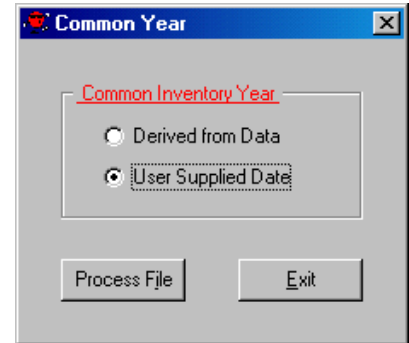 Common Year
Common Inventory Year
Derived from Data
User Supplied Date
Process File
Exit